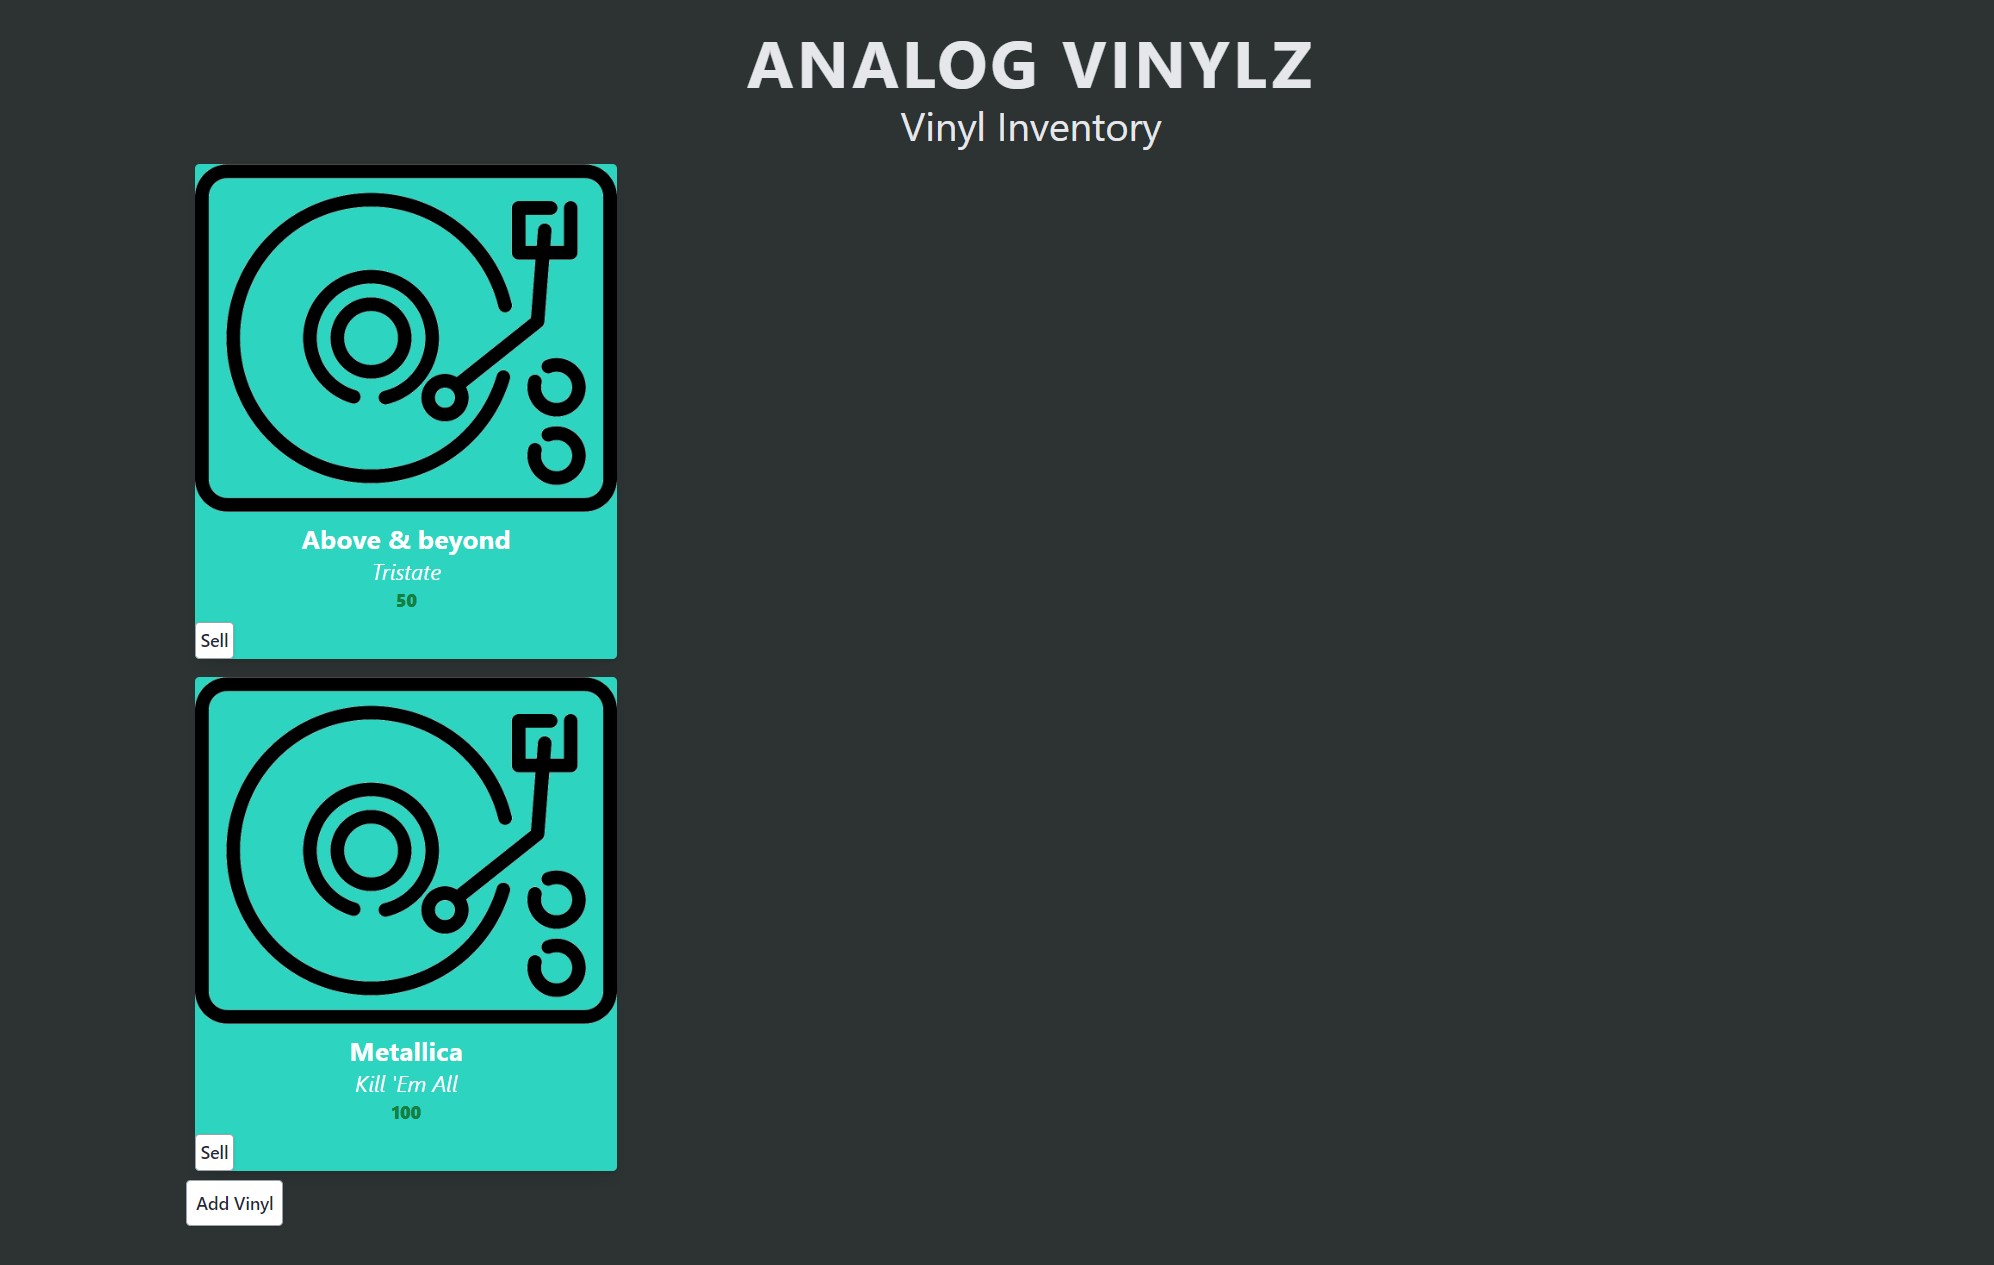 ANALOG VINYLZ
Vinyl Inventory
Above & beyond
Tristate
50
Sell
Metallica
Kill 'Em All
100
Sell
Add Vinyl